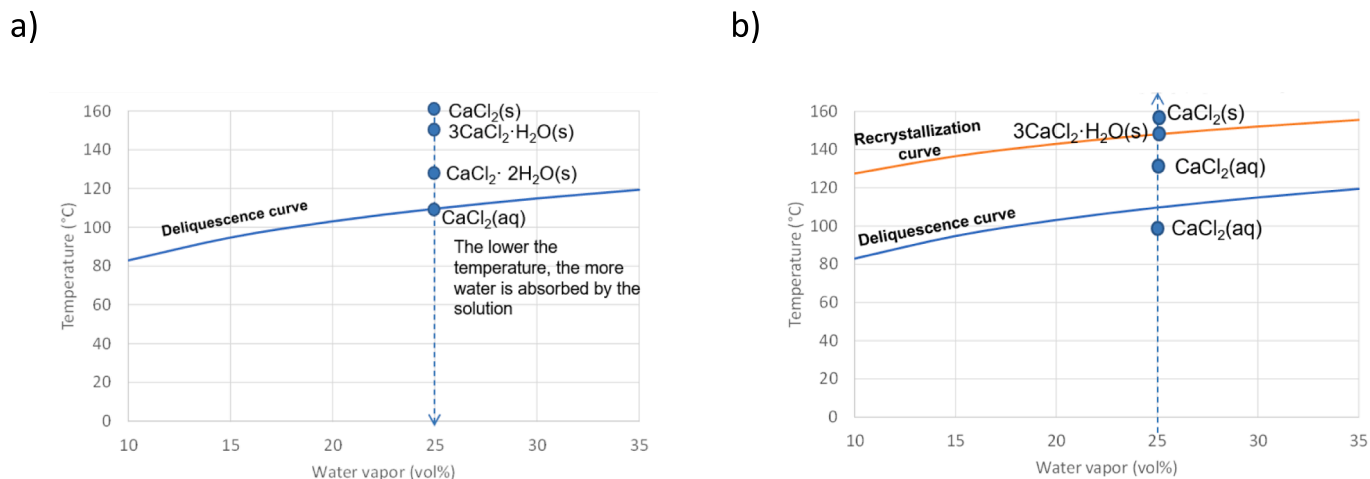 a)
160
140
120
100
80
60
40
20
0
10
15
20
25
30
35
Temperature (°C)
Water vapor (vol%)
CaCl₂(s)
3CaCl₂·H₂O(s)
CaCl₂· 2H₂O(s)
Deliquescence curve
CaCl₂(aq)
The lower the
temperature, the more
water is absorbed by the
solution
b)
160
140
120
100
80
60
40
20
0
10
15
20
25
30
35
Temperature (°C)
Water vapor (vol%)
CaCl₂(s)
Recrystallization
curve
3CaCl₂·H₂O(s)
CaCl₂(aq)
Deliquescence curve
CaCl₂(aq)